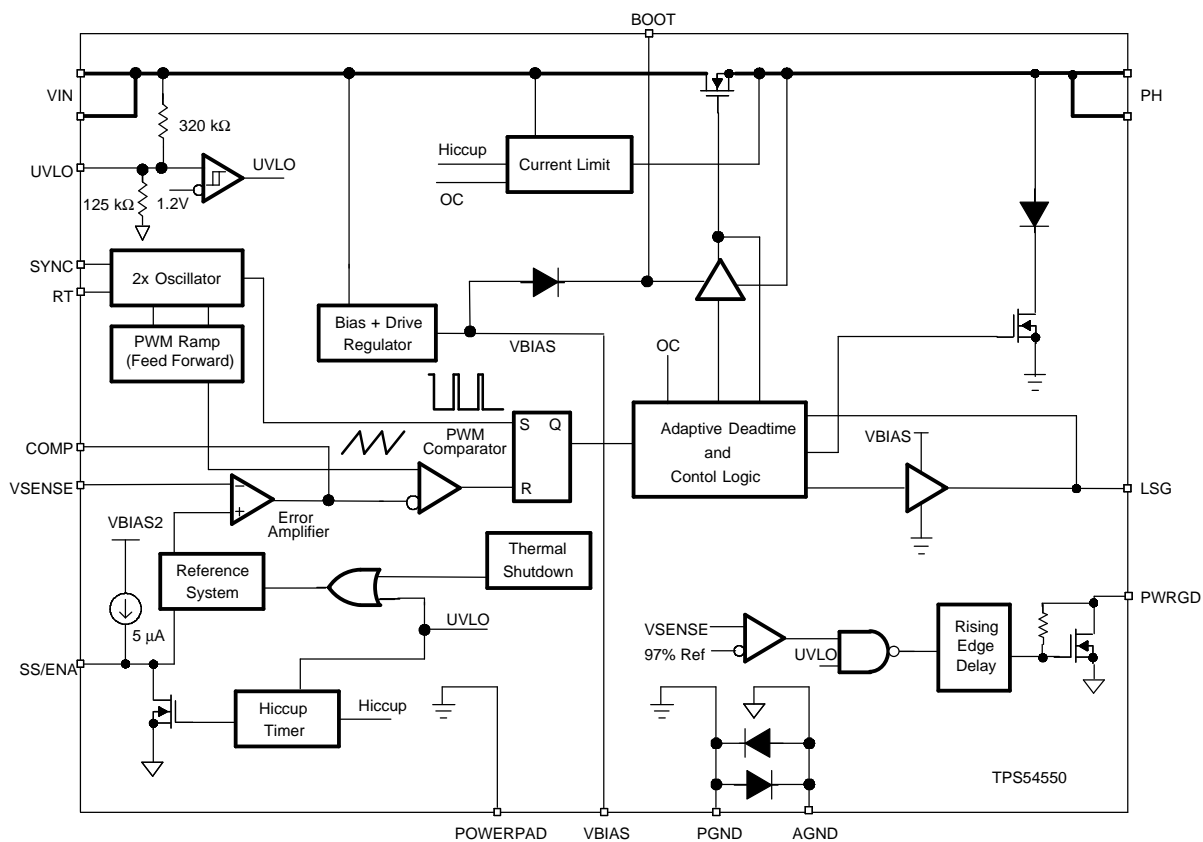 BOOT
VIN
PH
320 kΩ
Hiccup
Current Limit
OC
UVLO
UVLO
125 kΩ
1.2V
SYNC
2x Oscillator
RT
PWM Ramp
(Feed Forward)
Bias + Drive
Regulator
VBIAS
OC
PWM
Comparator
S
Q
R
Adaptive Deadtime
and
Contol Logic
VBIAS
COMP
VSENSE
−
+
Error
Amplifier
LSG
VBIAS2
Reference
System
Thermal
Shutdown
5 µA
UVLO
SS/ENA
Hiccup
Timer
Hiccup
VSENSE
97% Ref
UVLO
Rising
Edge
Delay
PWRGD
TPS54550
POWERPAD
VBIAS
PGND
AGND